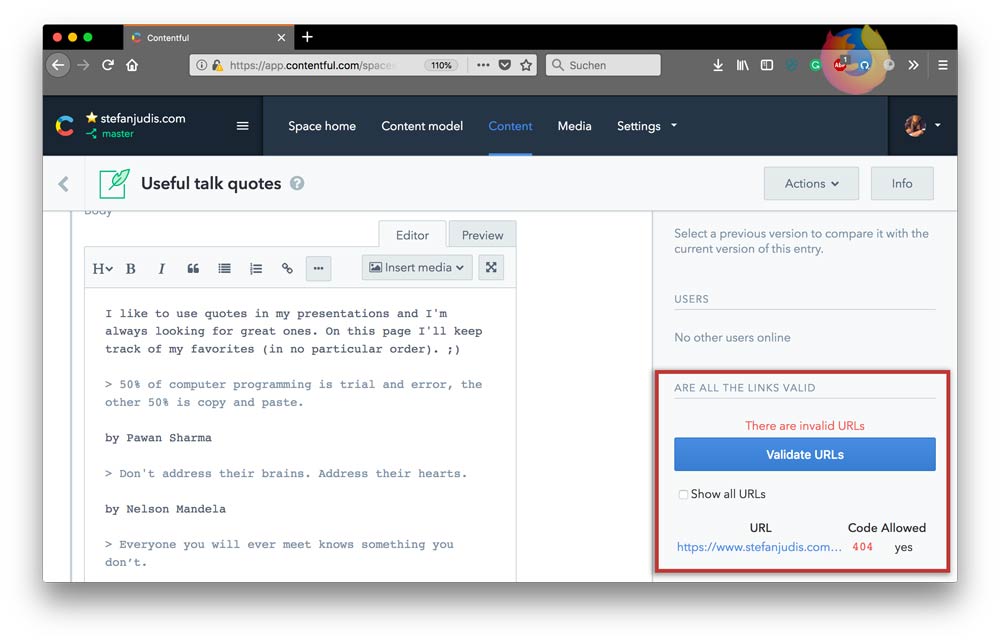 Contentful
https://app.contentful.com/spaces
110%
Suchen
stefanjudis.com
master
Space home
Content model
Content
Media
Settings
Useful talk quotes
Actions
Info
Body
Editor
Preview
H
B
I
Insert media
I like to use quotes in my presentations and I'm
always looking for great ones. On this page I'll keep
track of my favorites (in no particular order). ;)
> 50% of computer programming is trial and error, the
other 50% is copy and paste.
by Pawan Sharma
> Don't address their brains. Address their hearts.
by Nelson Mandela
> Everyone you will ever meet knows something you
don’t.
Select a previous version to compare it with the
current version of this entry.
USERS
No other users online
ARE ALL THE LINKS VALID
There are invalid URLs
Validate URLs
Show all URLs
URL Code Allowed
https://www.stefanjudis.com... 404 yes